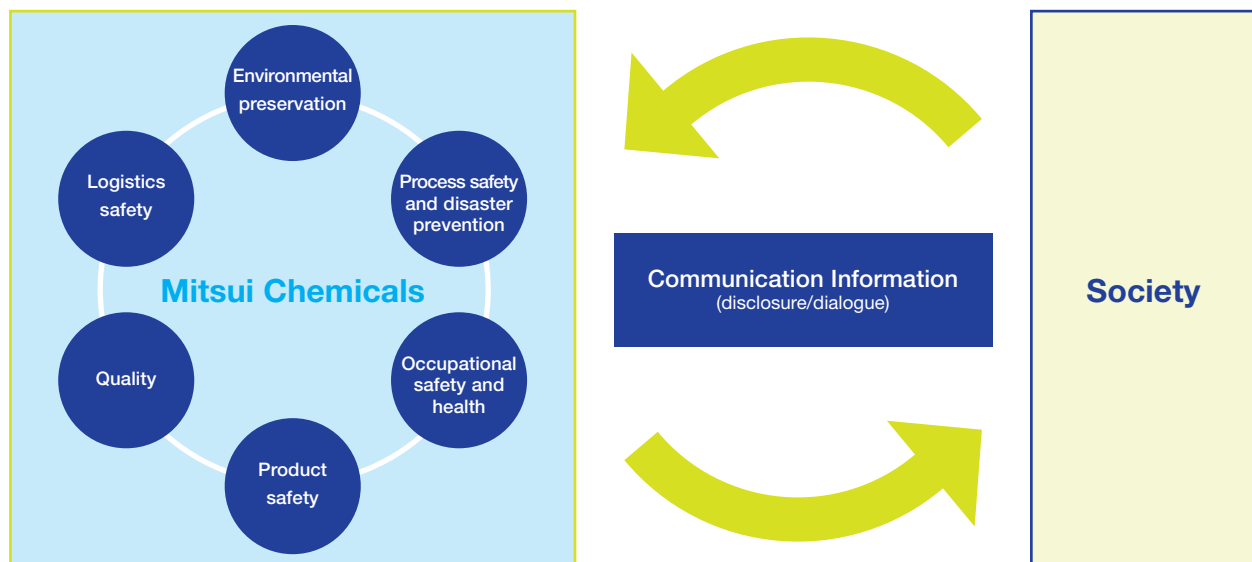 Environmental
preservation
Logistics
safety
Process safety
and disaster
prevention
Mitsui Chemicals
Quality
Occupational
safety and
health
Product
safety
Communication Information
(disclosure/dialogue)
Society